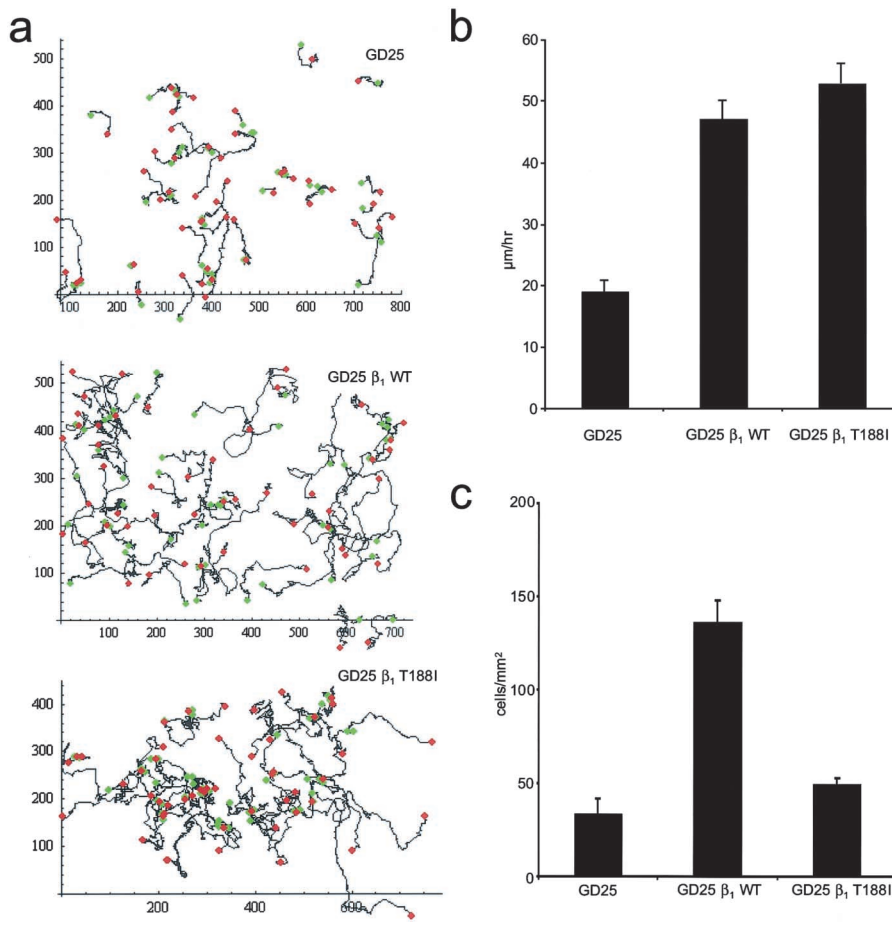 a
GD25
500
400
300
200
100
100 200 300 400 500 600 700 800
GD25 β₁ WT
500
400
300
200
100
100 200 300 400 500 600 700
GD25 β₁ T188I
400
300
200
100
200 400 600
b
60
50
40
30
20
10
0
µm/hr
GD25 GD25 β₁ WT GD25 β₁ T188I
c
200
150
100
50
0
cells/mm²
GD25 GD25 β₁ WT GD25 β₁ T188I